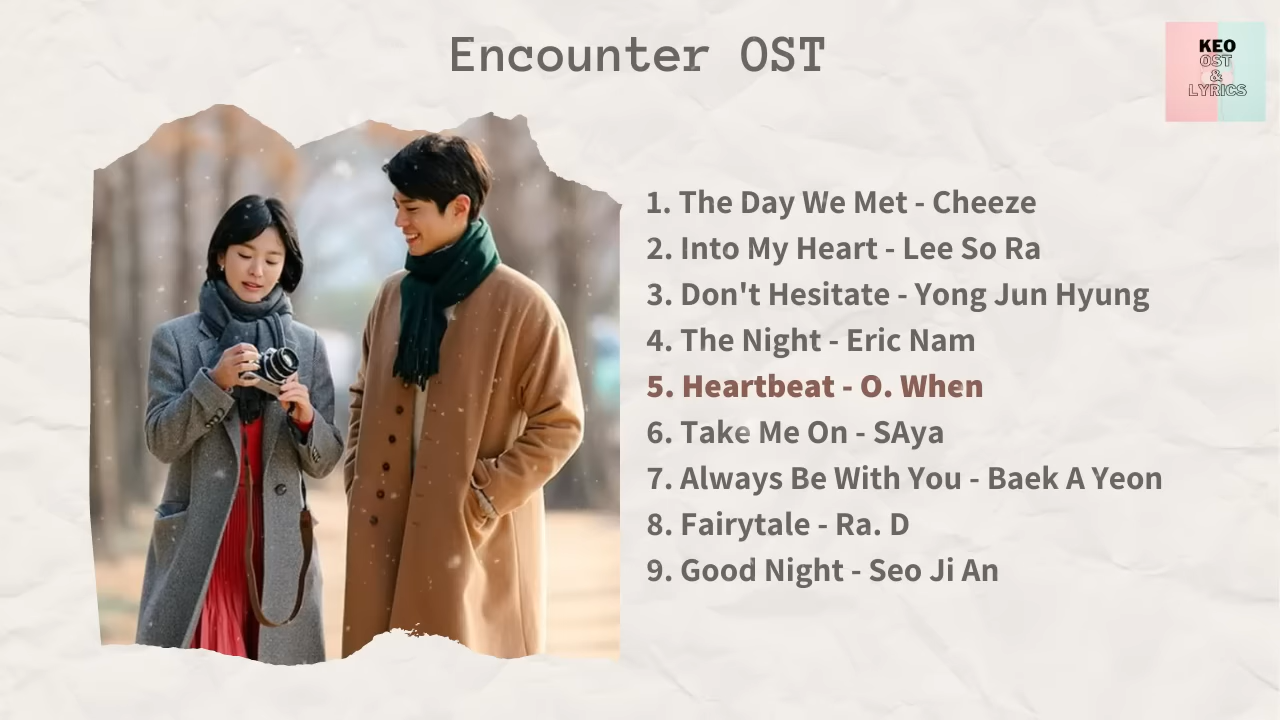 Encounter OST
KEO
OST
&
LYRICS
1. The Day We Met - Cheeze
2. Into My Heart - Lee So Ra
3. Don't Hesitate - Yong Jun Hyung
4. The Night - Eric Nam
5. Heartbeat - O. When
6. Take Me On - SAya
7. Always Be With You - Baek A Yeon
8. Fairytale - Ra. D
9. Good Night - Seo Ji An